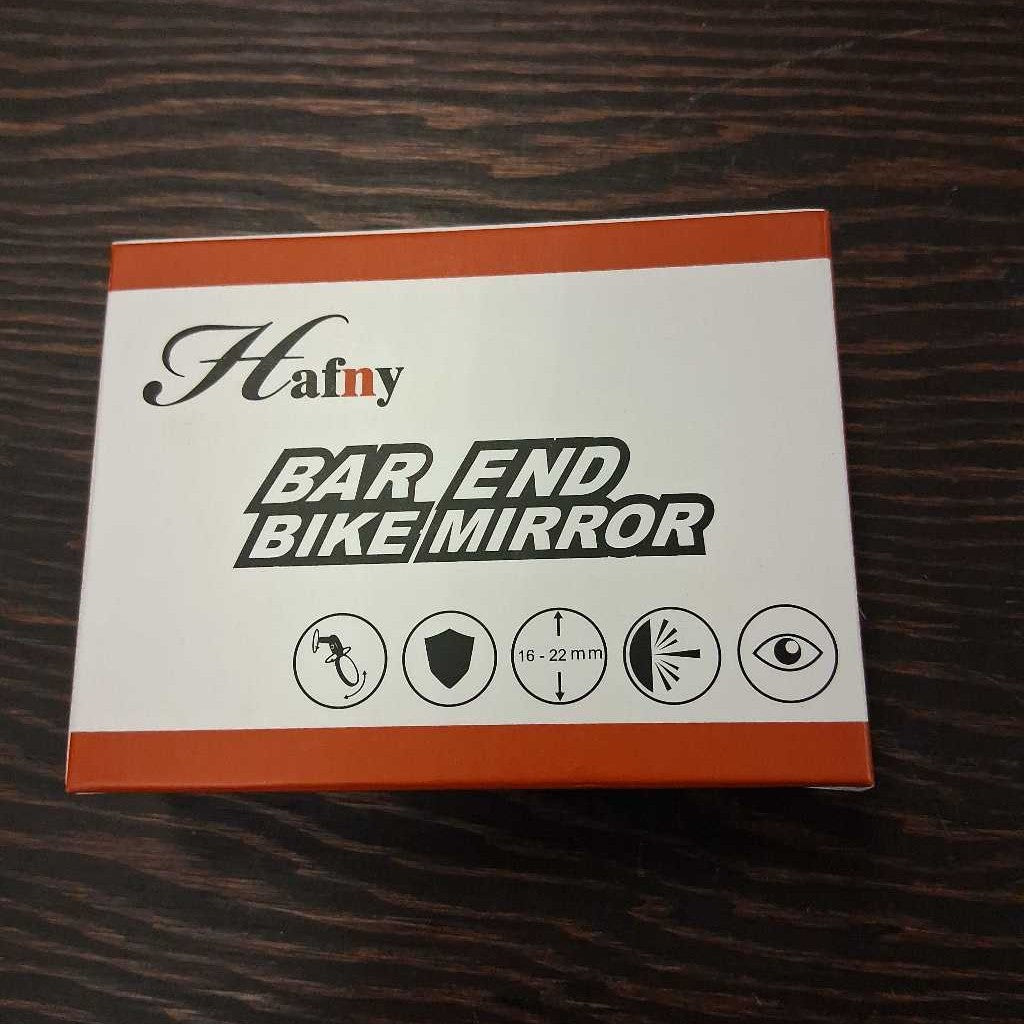 Hafny
BAR END
BIKE MIRROR
16 - 22 mm